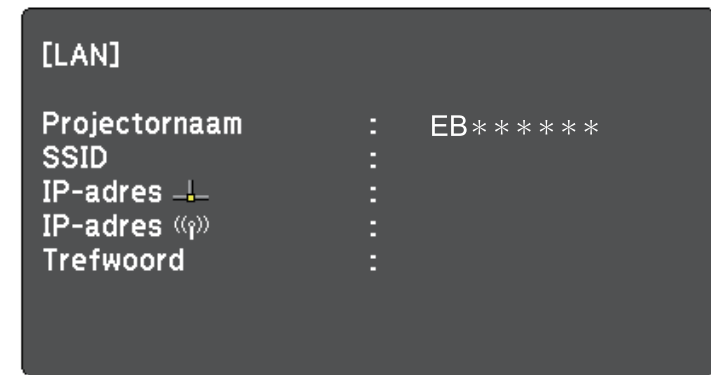 [LAN]
Projectornaam : EB******
SSID :
IP-adres :
IP-adres :
Trefwoord :